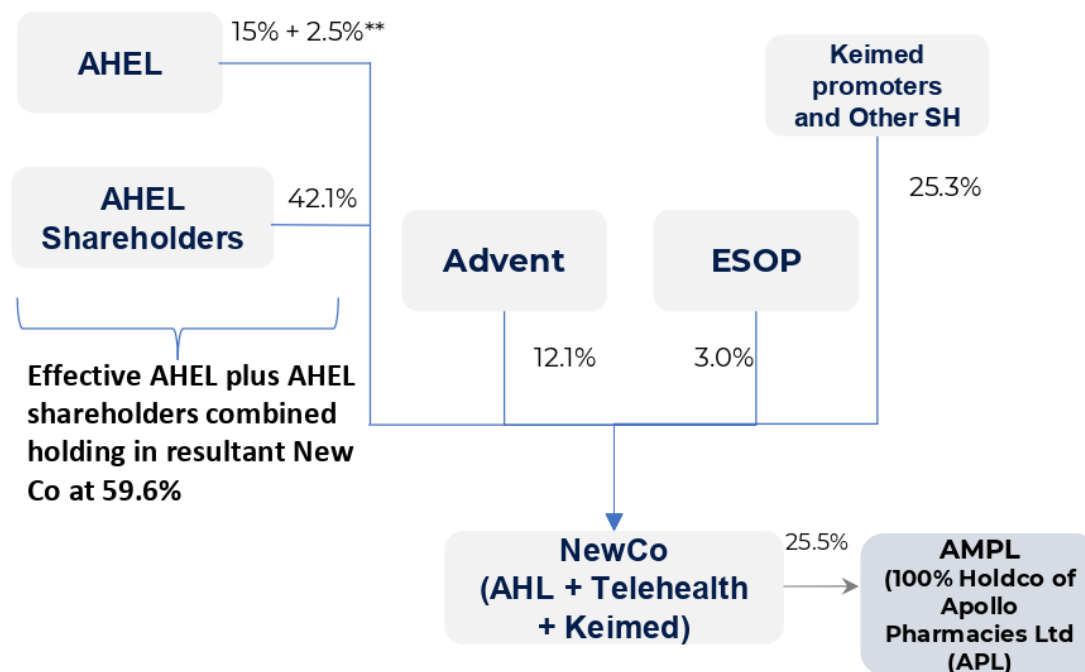 15% + 2.5%**
AHEL
Keimed
promoters
and Other SH
AHEL
Shareholders
42.1%
25.3%
Advent
ESOP
12.1%
3.0%
Effective AHEL plus AHEL
shareholders combined
holding in resultant New
Co at 59.6%
NewCo
(AHL + Telehealth
+ Keimed)
25.5%
AMPL
(100% Holdco of
Apollo
Pharmacies Ltd
(APL)